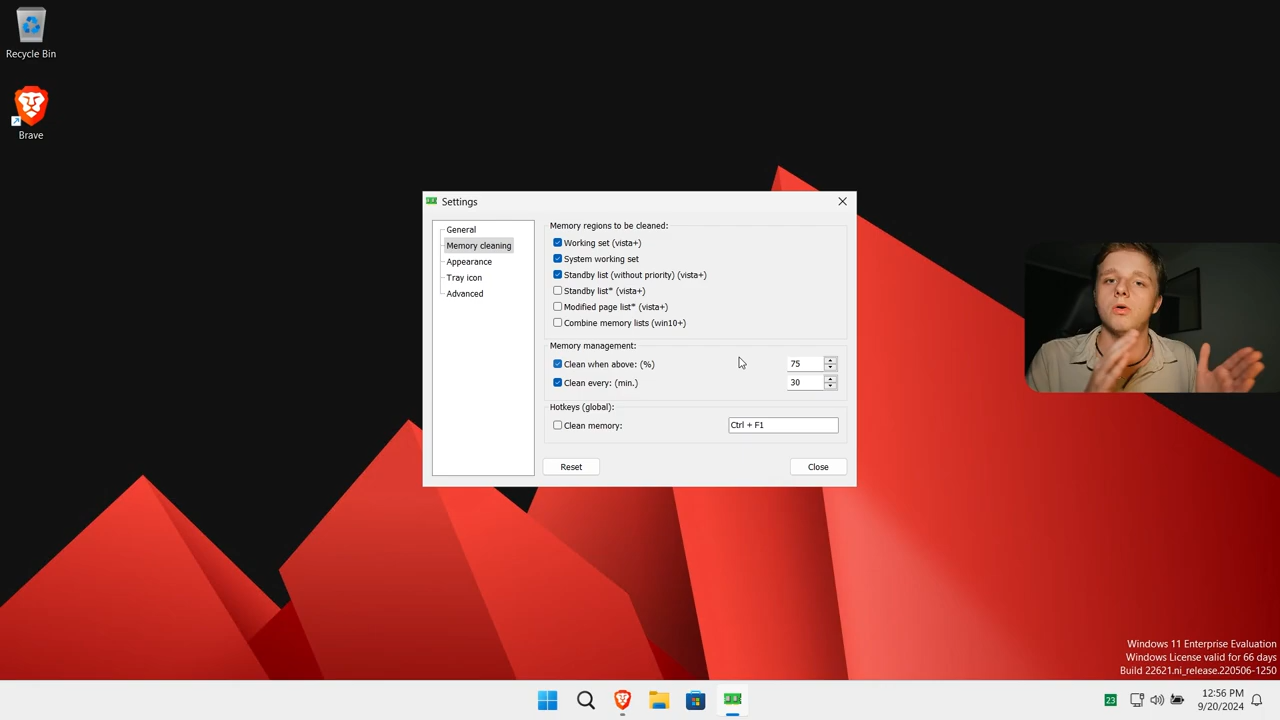 Recycle Bin
Brave
Settings
General
Memory cleaning
Appearance
Tray icon
Advanced
Memory regions to be cleaned:
Working set (vista+)
System working set
Standby list (without priority) (vista+)
Standby list* (vista+)
Modified page list* (vista+)
Combine memory lists (win10+)
Memory management:
Clean when above: (%) 75
Clean every: (min.) 30
Hotkeys (global):
Clean memory: Ctrl + F1
Reset Close
Windows 11 Enterprise Evaluation
Windows License valid for 66 days
Build 22621.ni_release.220506-1250
23
12:56 PM
9/20/2024